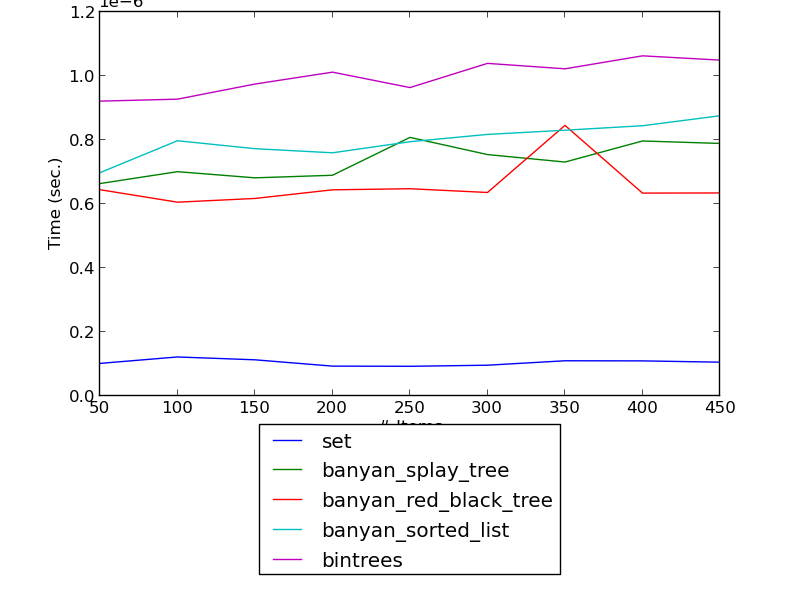 1e−6
1.2
1.0
0.8
0.6
0.4
0.2
0.0
Time (sec.)
50 100 150 200 250 300 350 400 450
# Items
set
banyan_splay_tree
banyan_red_black_tree
banyan_sorted_list
bintrees